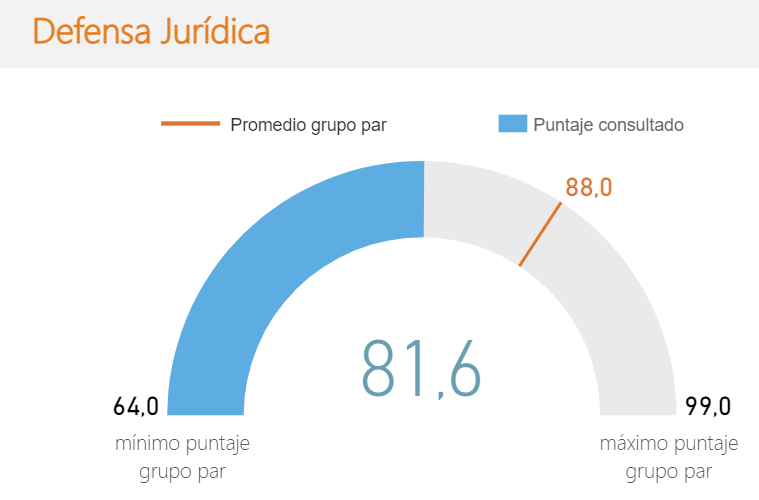 Defensa Jurídica
Promedio grupo par
Puntaje consultado
88,0
81,6
64,0
99,0
mínimo puntaje
grupo par
máximo puntaje
grupo par